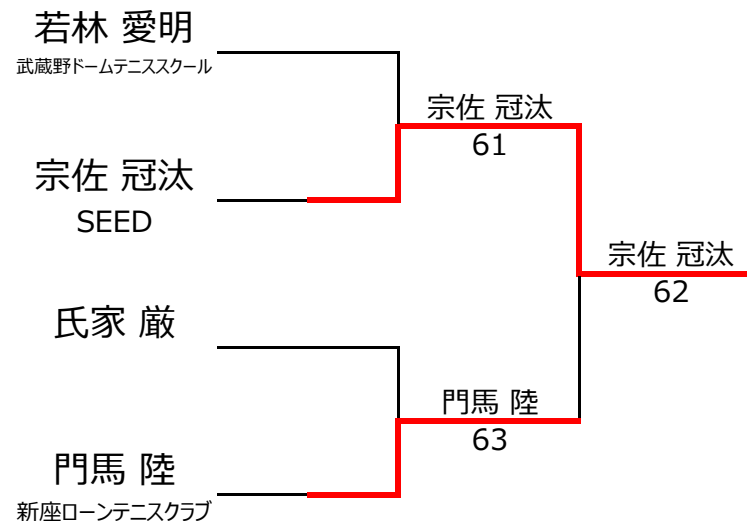 若林 愛明
武蔵野ドームテニススクール
宗佐 冠汰
61
宗佐 冠汰
SEED
宗佐 冠汰
62
氏家 厳
門馬 陸
63
門馬 陸
新座ローンテニスクラブ